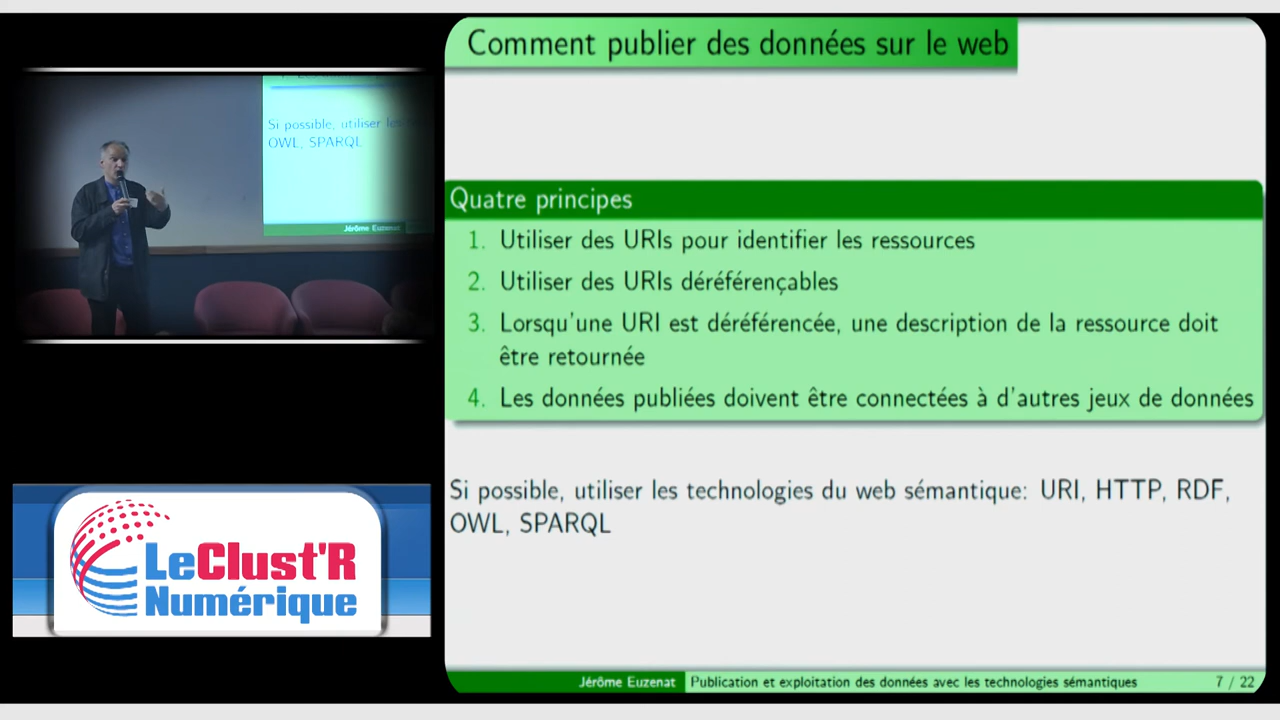 Comment publier des données sur le web
Si possible, utiliser les
OWL, SPARQL
Jérôme Euzenat
Quatre principes
1. Utiliser des URIs pour identifier les ressources
2. Utiliser des URIs déréférençables
3. Lorsqu'une URI est déréférencée, une description de la ressource doit
être retournée
4. Les données publiées doivent être connectées à d'autres jeux de données
Si possible, utiliser les technologies du web sémantique: URI, HTTP, RDF,
OWL, SPARQL
LeClust'R
Numérique
Jérôme Euzenat Publication et exploitation des données avec les technologies sémantiques 7 / 22